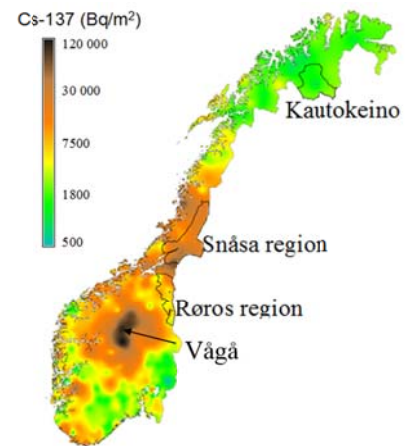 Cs-137 (Bq/m²)
120 000
30 000
7500
1800
500
Kautokeino
Snåsa region
Røros region
Vågå